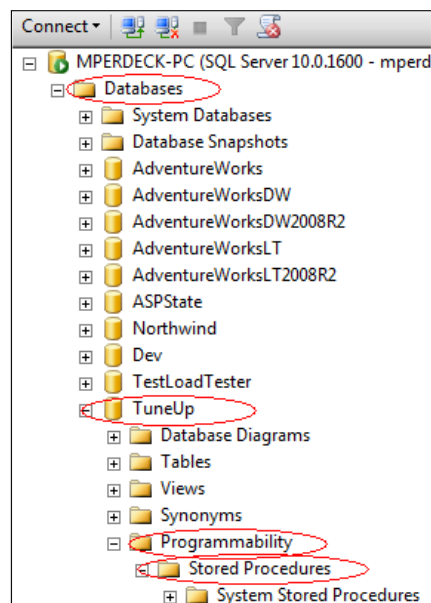 Connect
MPERDECK-PC (SQL Server 10.0.1600 - mperd
Databases
System Databases
Database Snapshots
AdventureWorks
AdventureWorksDW
AdventureWorksDW2008R2
AdventureWorksLT
AdventureWorksLT2008R2
ASPState
Northwind
Dev
TestLoadTester
TuneUp
Database Diagrams
Tables
Views
Synonyms
Programmability
Stored Procedures
System Stored Procedures